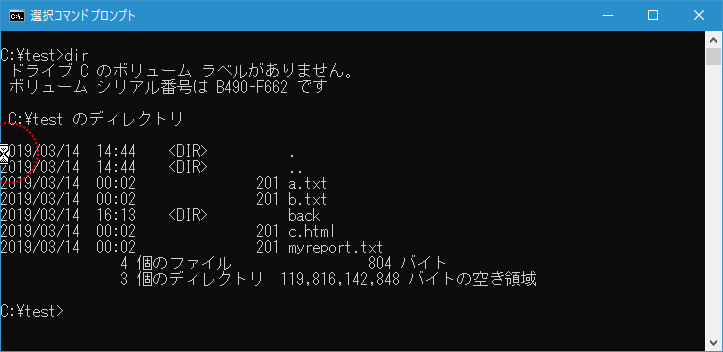 選択コマンドプロンプト
C:¥test>dir
ドライブ C のボリューム ラベルがありません。
ボリューム シリアル番号は B490-F662 です
C:¥test のディレクトリ
2019/03/14  14:44    <DIR>          .
2019/03/14  14:44    <DIR>          ..
2019/03/14  00:02               201 a.txt
2019/03/14  00:02               201 b.txt
2019/03/14  16:13    <DIR>          back
2019/03/14  00:02               201 c.html
2019/03/14  00:02               201 myreport.txt
4 個のファイル                 804 バイト
3 個のディレクトリ  119,816,142,848 バイトの空き領域
C:¥test>